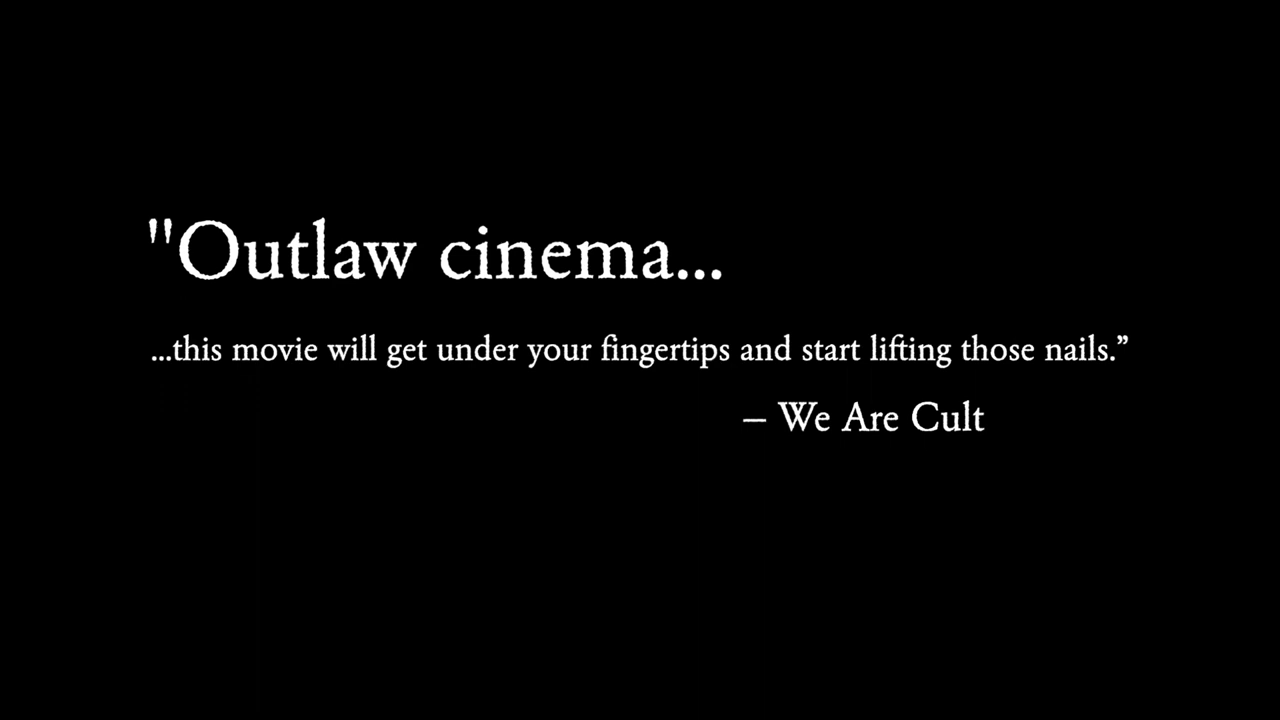 "Outlaw cinema...
...this movie will get under your fingertips and start lifting those nails.”
– We Are Cult